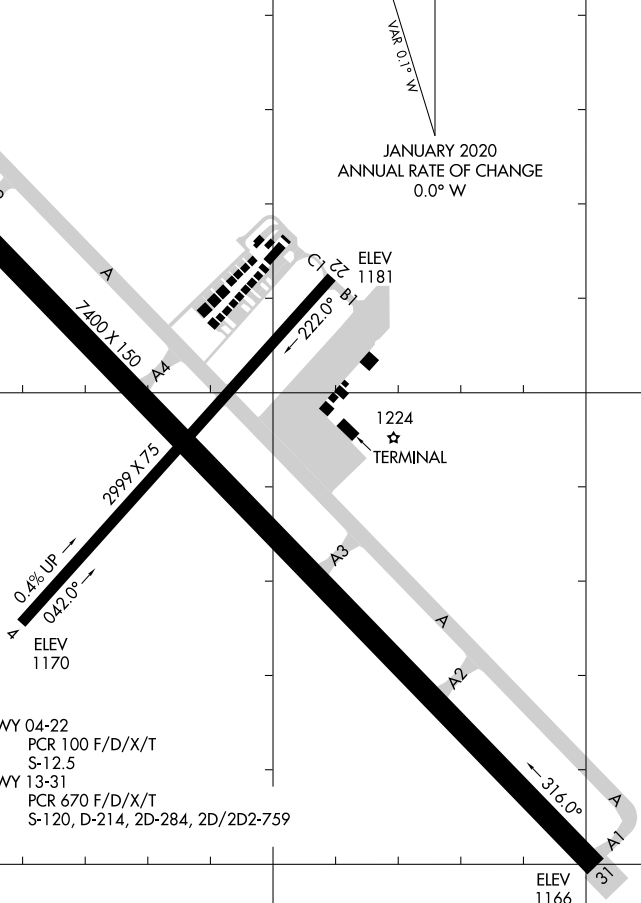 VAR 0.1° W
JANUARY 2020
ANNUAL RATE OF CHANGE
0.0° W
A
C1
22
ELEV
1181
B1
222.0°
7400 X 150
A4
1224
TERMINAL
2999 X 75
A3
0.4% UP
042.0°
4
ELEV
1170
A
A2
WY 04-22
PCR 100 F/D/X/T
S-12.5
WY 13-31
PCR 670 F/D/X/T
S-120, D-214, 2D-284, 2D/2D2-759
316.0°
A
A1
31
ELEV
1166